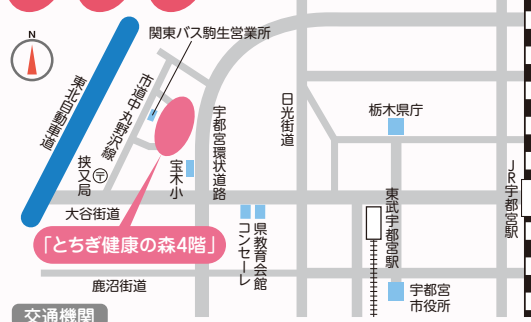 N
関東バス駒生営業所
東北自動車道
市道中丸野沢線
挟又局
〒
宝木小
宇都宮環状道路
日光街道
栃木県庁
JR宇都宮駅
東武宇都宮駅
大谷街道
「とちぎ健康の森4階」
県教育会館
コンセーレ
鹿沼街道
宇都宮
市役所
交通機関